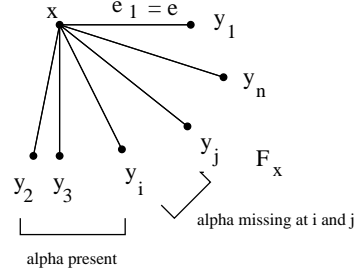 x
e 1 = e
y 1
y n
y j
F x
y 2
y 3
y i
alpha missing at i and j
alpha present